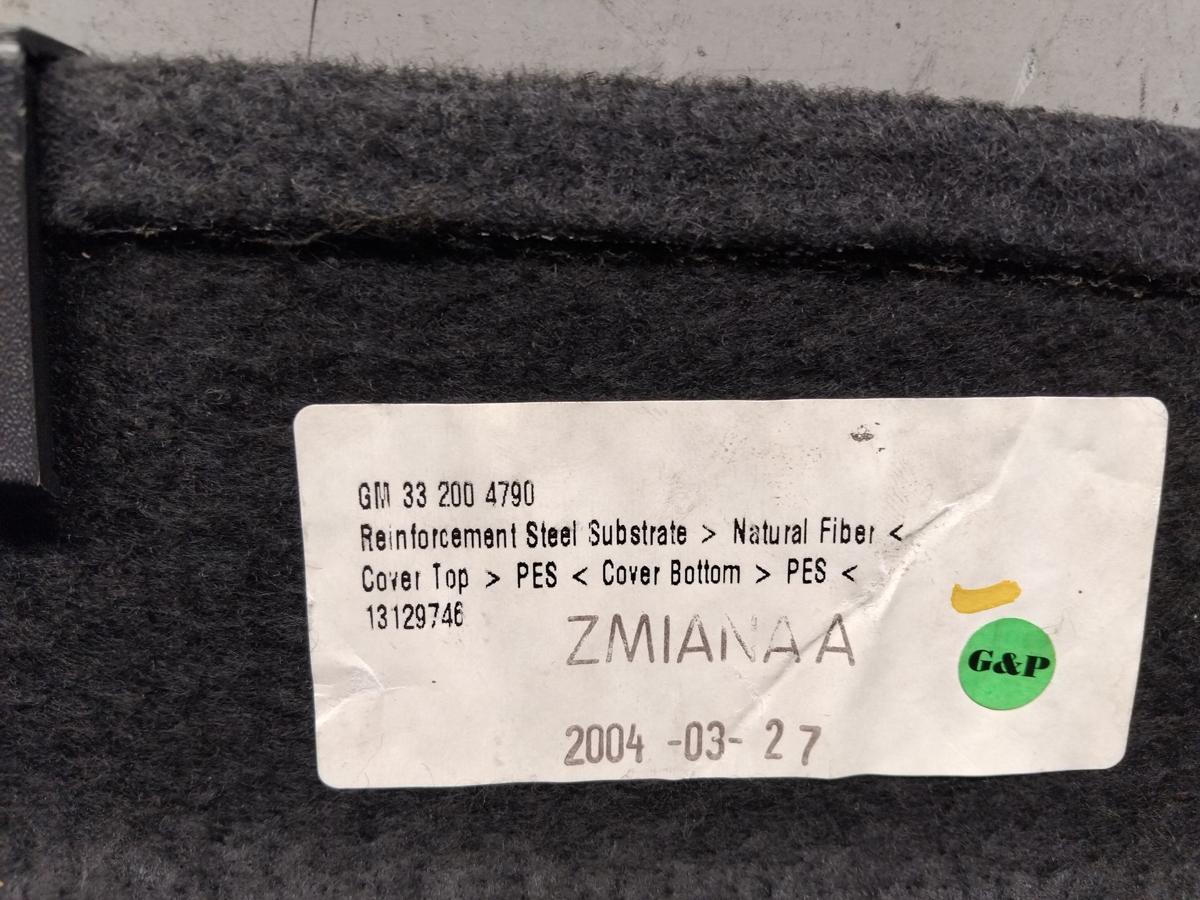 GM 33 200 4790
Reinforcement Steel Substrate > Natural Fiber <
Cover Top > PES < Cover Bottom > PES <
13129746
ZMIANA A
G&P
2004 -03- 27